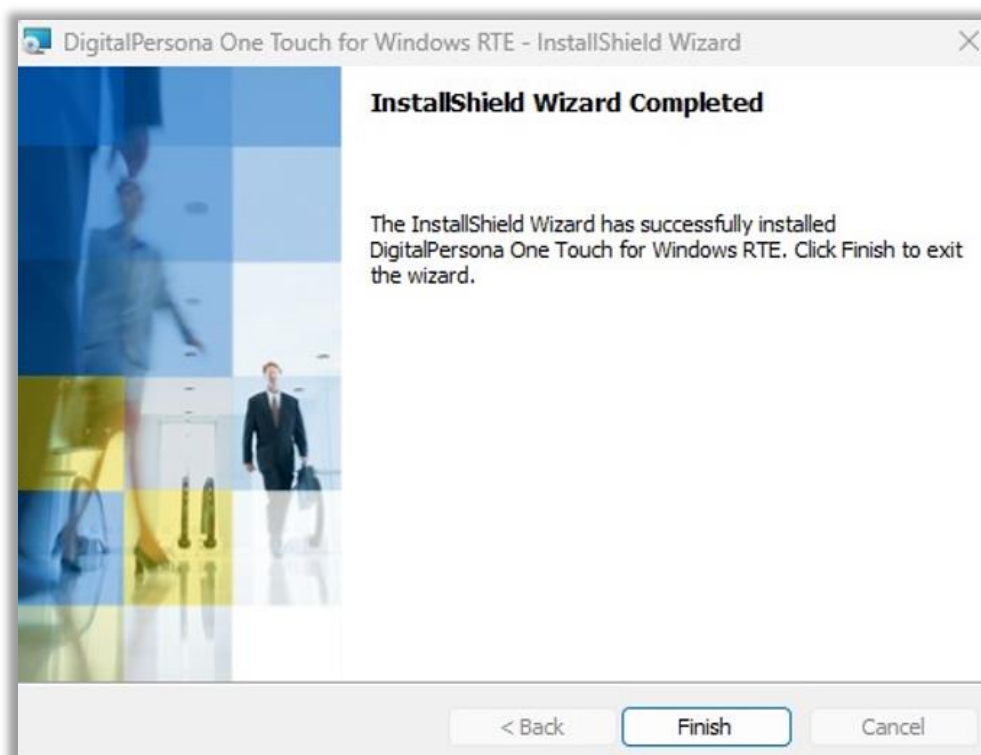 DigitalPersona One Touch for Windows RTE - InstallShield Wizard
InstallShield Wizard Completed
The InstallShield Wizard has successfully installed
DigitalPersona One Touch for Windows RTE. Click Finish to exit
the wizard.
< Back
Finish
Cancel